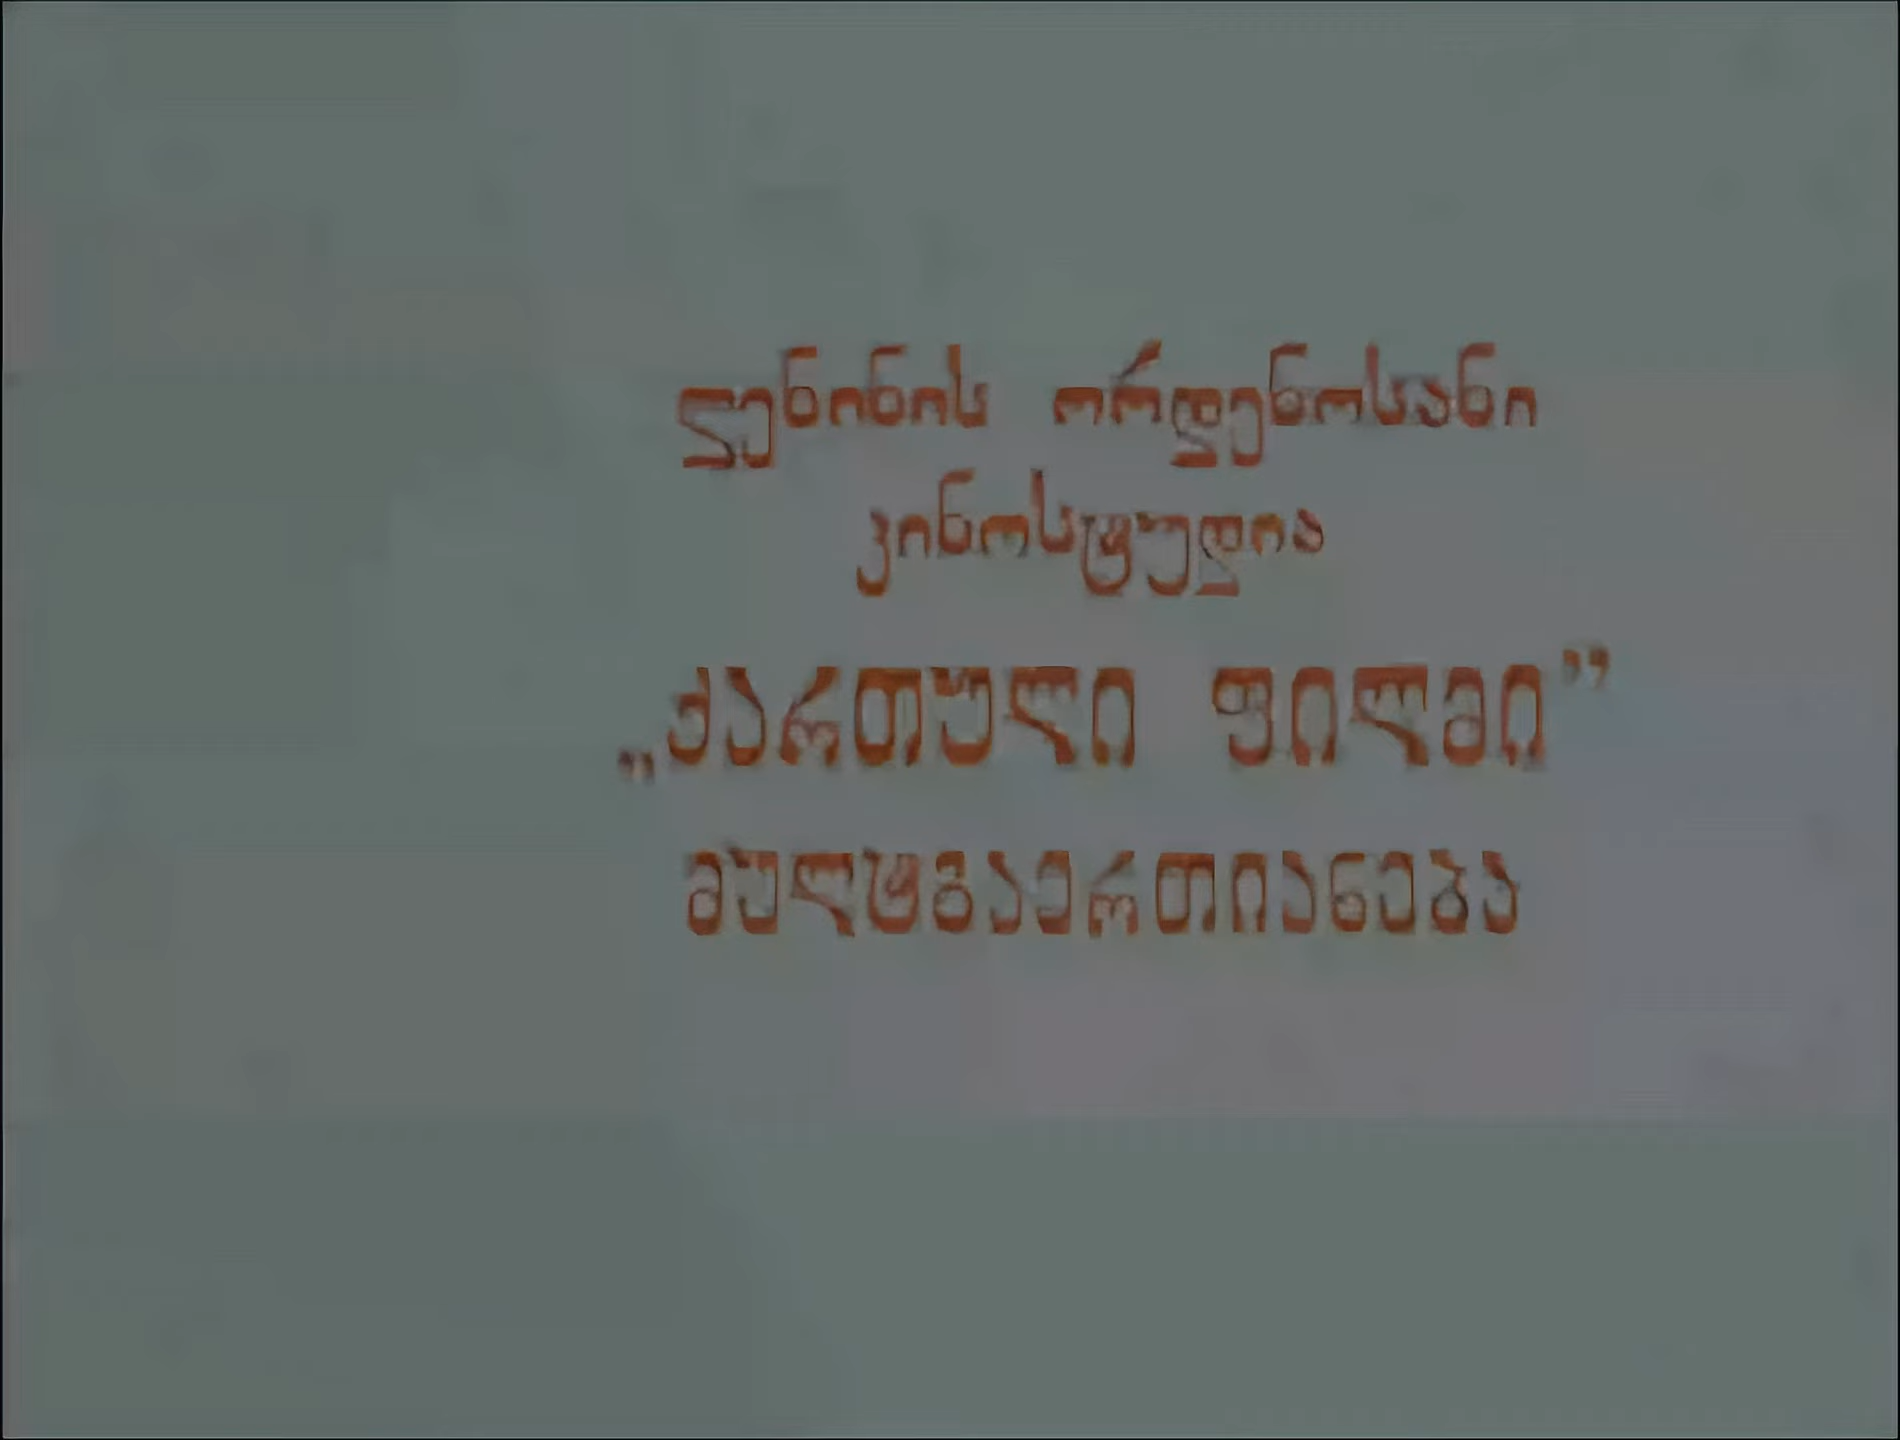 ლენინის ორდენოსანი
კინოსტუდია
„ქართული ფილმი”
მულტგაერთიანება